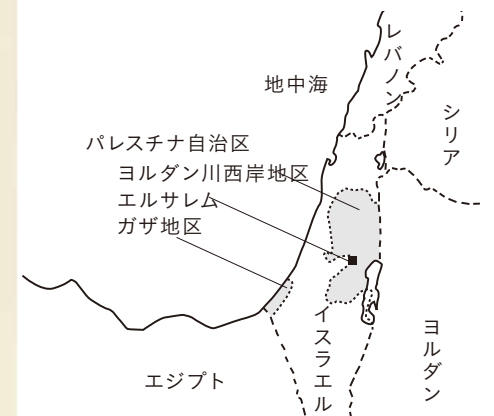 レバノン
地中海
シリア
パレスチナ自治区
ヨルダン川西岸地区
エルサレム
ガザ地区
イスラエル
ヨルダン
エジプト